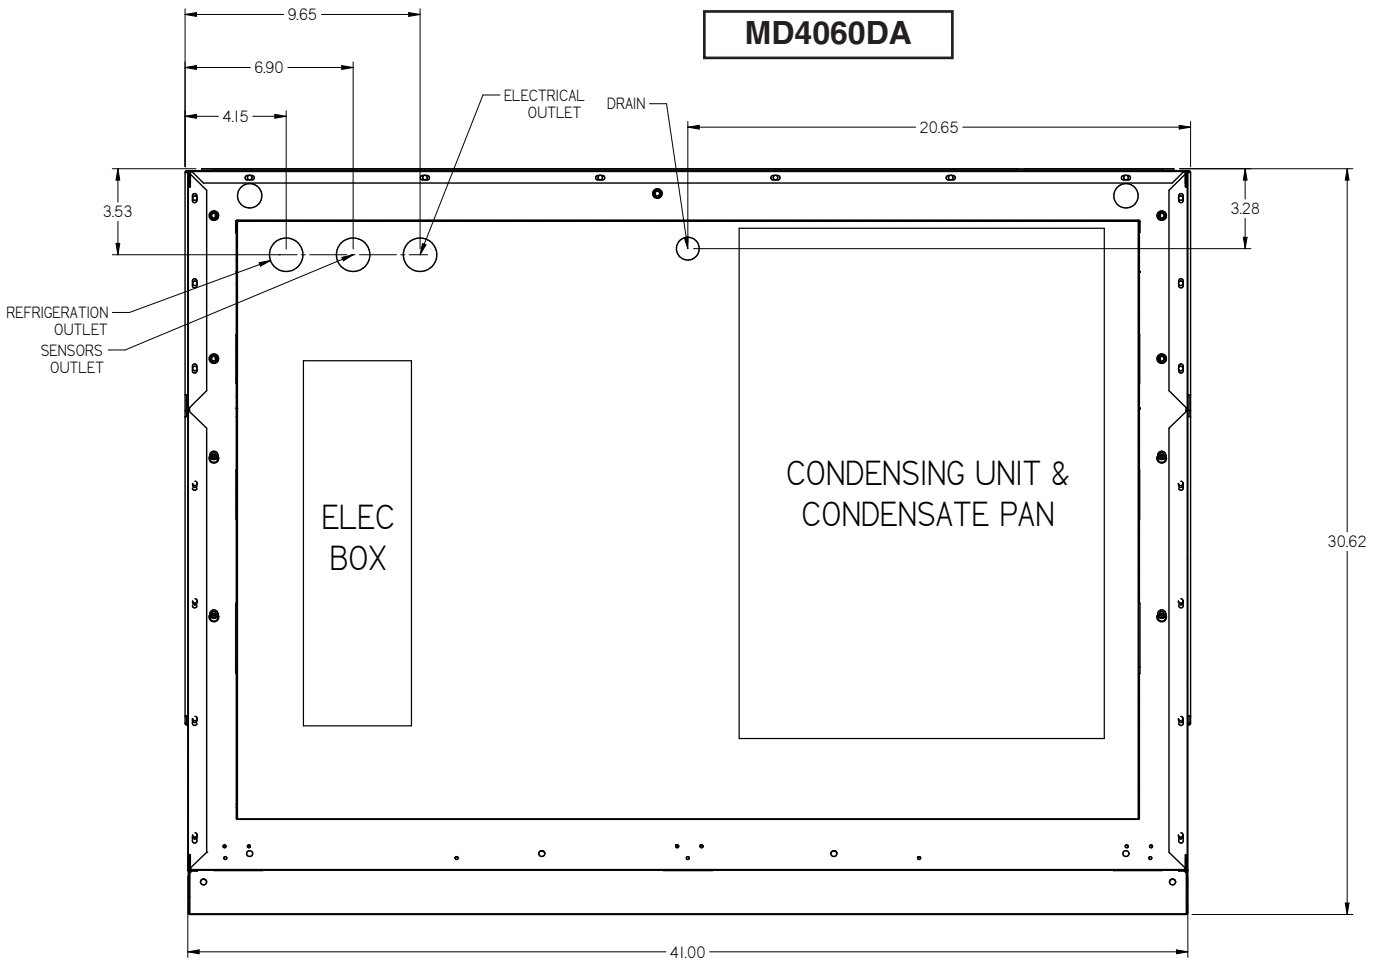 9.65
MD4060DA
6.90
ELECTRICAL
OUTLET
DRAIN
4.15
20.65
3.53
3.28
REFRIGERATION
OUTLET
SENSORS
OUTLET
CONDENSING UNIT &
CONDENSATE PAN
ELEC
BOX
30.62
41.00